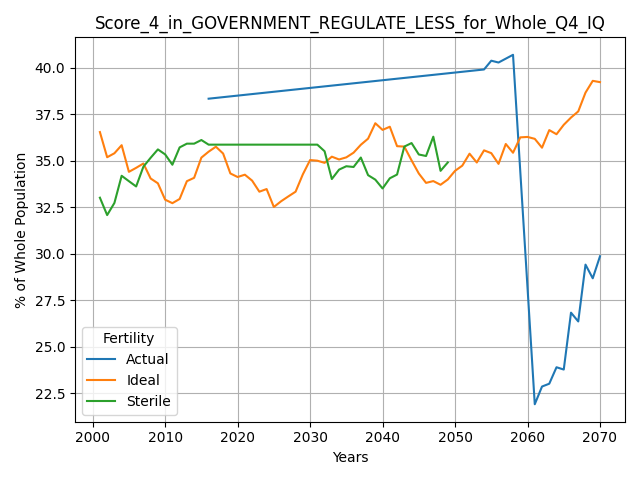 Score_4_in_GOVERNMENT_REGULATE_LESS_for_Whole_Q4_IQ
% of Whole Population
40.0
37.5
35.0
32.5
30.0
27.5
25.0
22.5
Fertility
Actual
Ideal
Sterile
2000 2010 2020 2030 2040 2050 2060 2070
Years